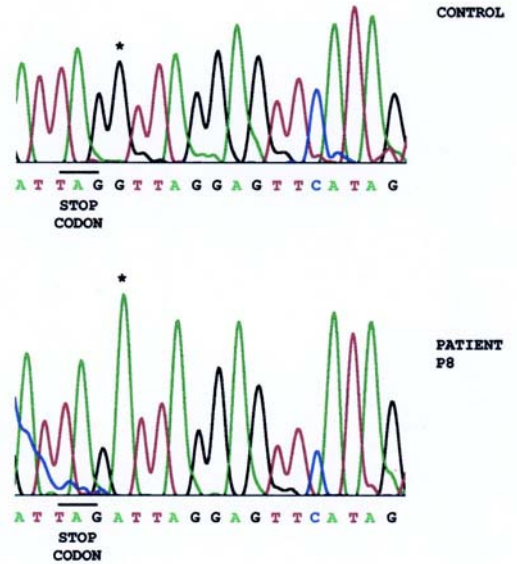 CONTROL
*
A T T A G G T T A G G A G T T C A T A G
STOP
CODON
*
PATIENT
P8
A T T A G A T T A G G A G T T C A T A G
STOP
CODON